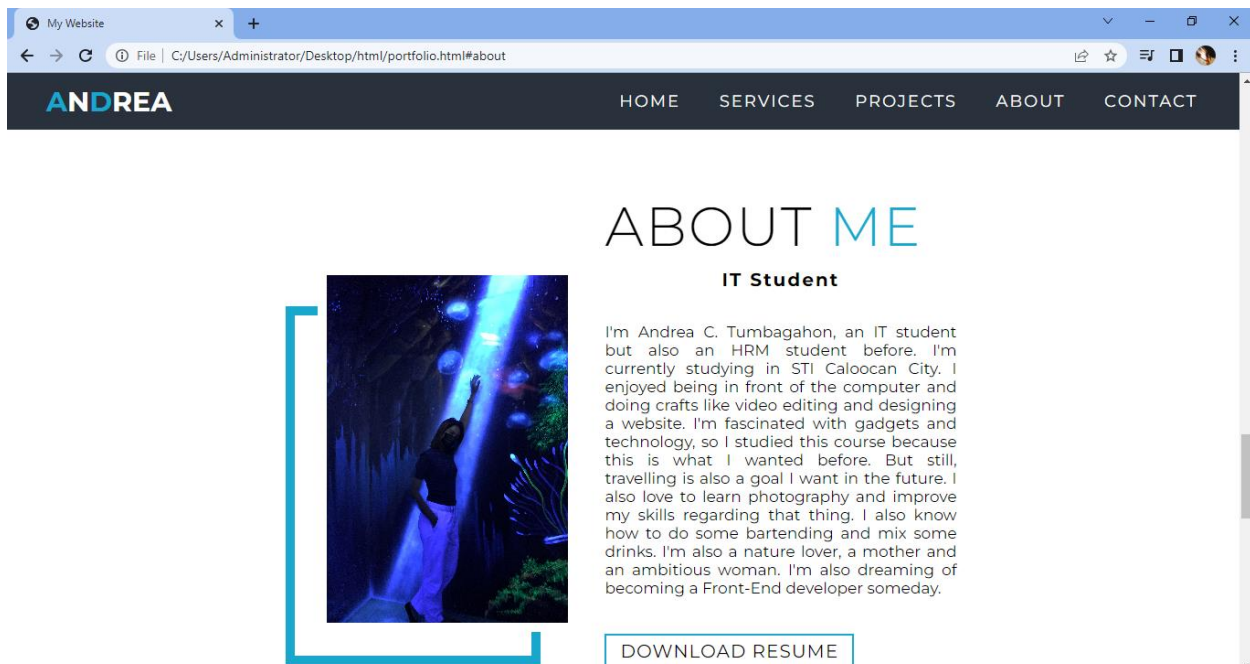 My Website
File
C:/Users/Administrator/Desktop/html/portfolio.html#about
ANDREA
HOME SERVICES PROJECTS ABOUT CONTACT
ABOUT ME
IT Student
I'm Andrea C. Tumbagahon, an IT student
but also an HRM student before. I'm
currently studying in STI Caloocan City. I
enjoyed being in front of the computer and
doing crafts like video editing and designing
a website. I'm fascinated with gadgets and
technology, so I studied this course because
this is what I wanted before. But still,
travelling is also a goal I want in the future. I
also love to learn photography and improve
my skills regarding that thing. I also know
how to do some bartending and mix some
drinks. I'm also a nature lover, a mother and
an ambitious woman. I'm also dreaming of
becoming a Front-End developer someday.
DOWNLOAD RESUME